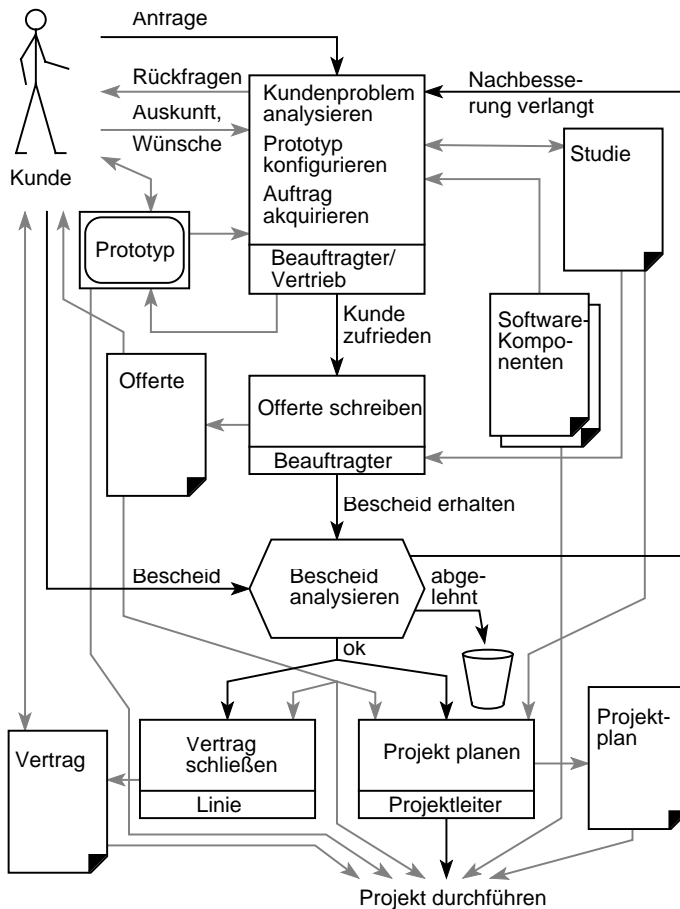 Anfrage
Rückfragen
Auskunft,
Wünsche
Kunde
Kundenproblem
analysieren
Prototyp
konfigurieren
Auftrag
akquirieren
Beauftragter/
Vertrieb
Nachbesse-
rung verlangt
Studie
Prototyp
Kunde
zufrieden
Software-
Kompo-
nenten
Offerte
Offerte schreiben
Beauftragter
Bescheid erhalten
Bescheid
Bescheid
analysieren
abge-
lehnt
ok
Vertrag
Vertrag
schließen
Linie
Projekt planen
Projektleiter
Projekt-
plan
Projekt durchführen